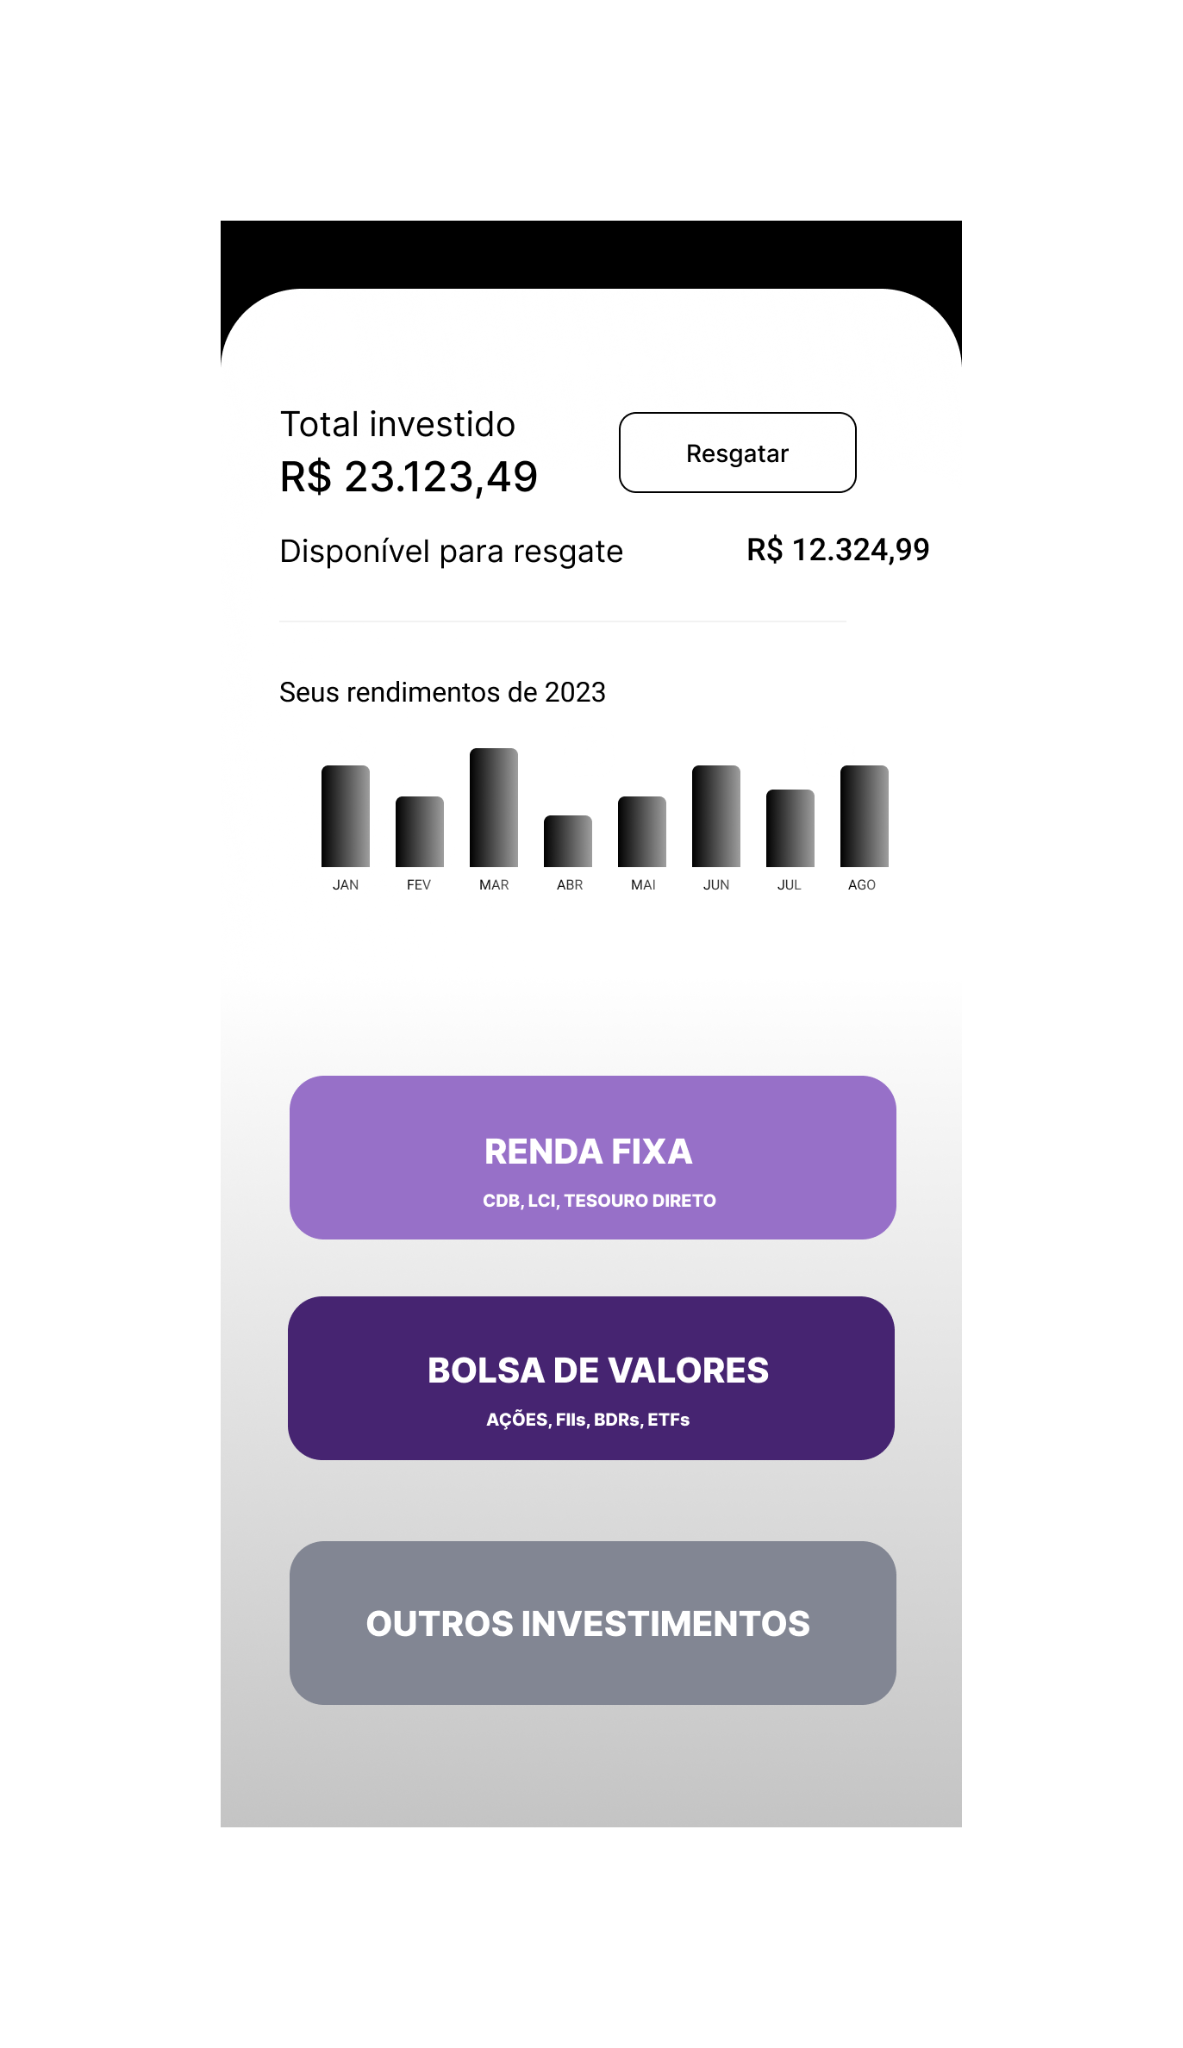 Total investido
R$ 23.123,49
Resgatar
Disponível para resgate
R$ 12.324,99
Seus rendimentos de 2023
JAN FEV MAR ABR MAI JUN JUL AGO
RENDA FIXA
CDB, LCI, TESOURO DIRETO
BOLSA DE VALORES
AÇÕES, FIIs, BDRs, ETFs
OUTROS INVESTIMENTOS